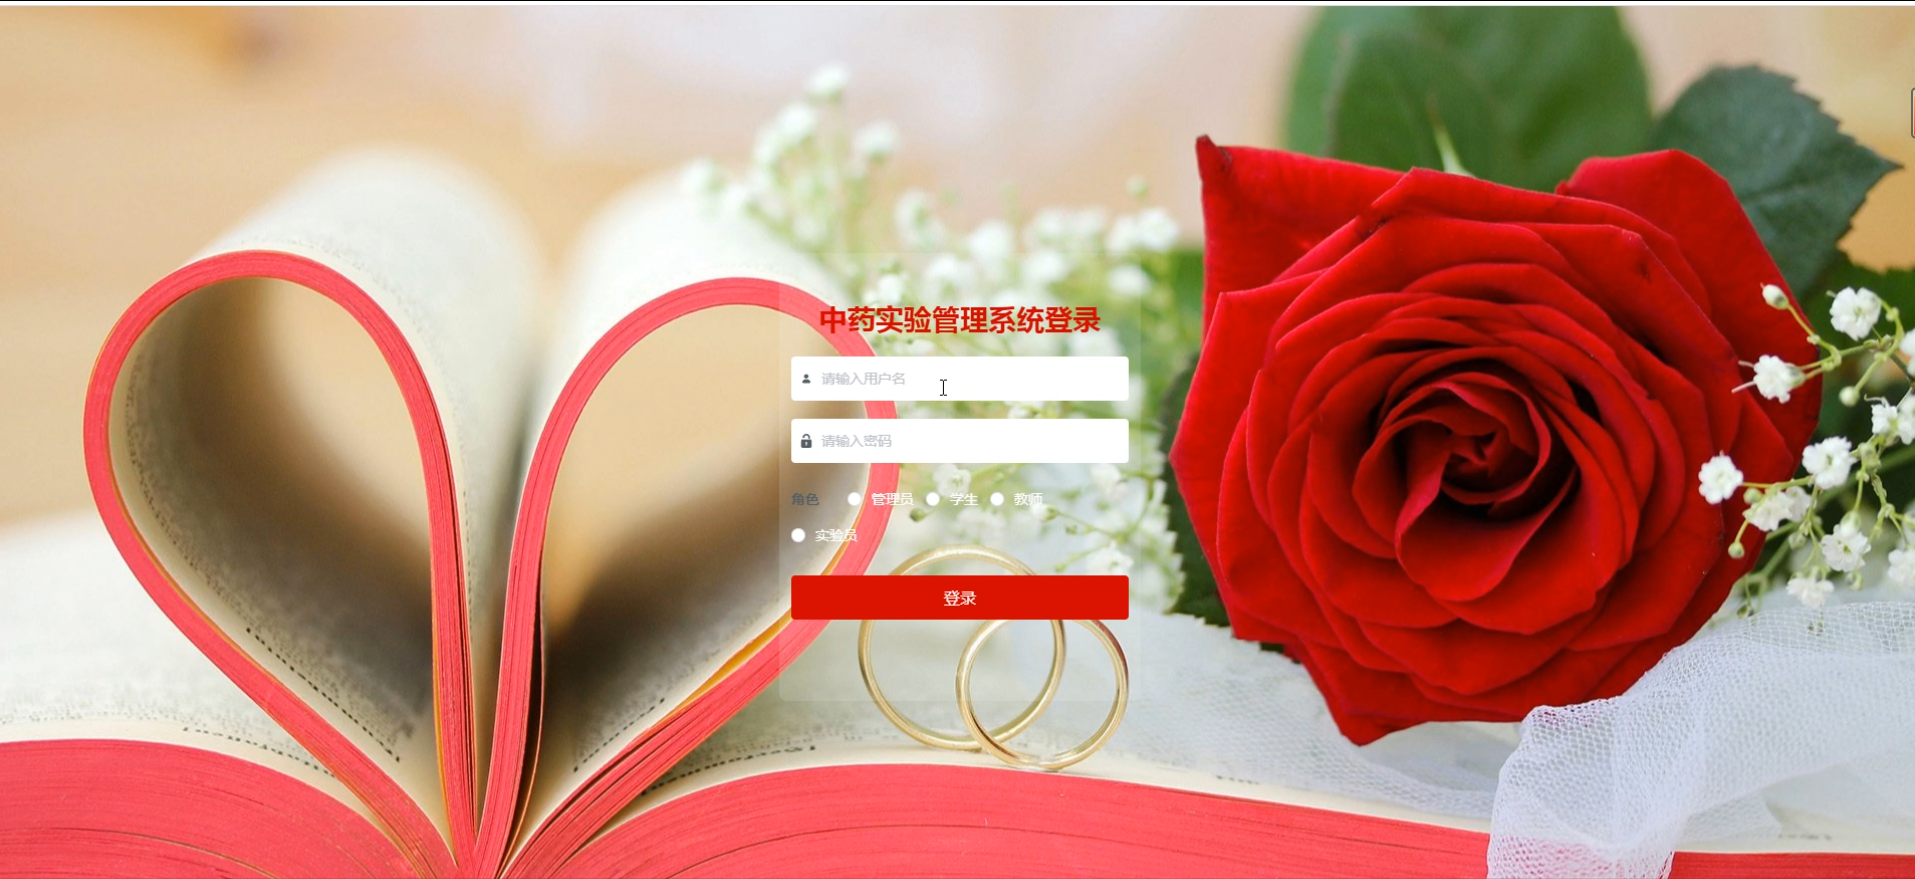 中药实验管理系统登录
请输入用户名
请输入密码
角色 管理员 学生 教师
实验员
登录